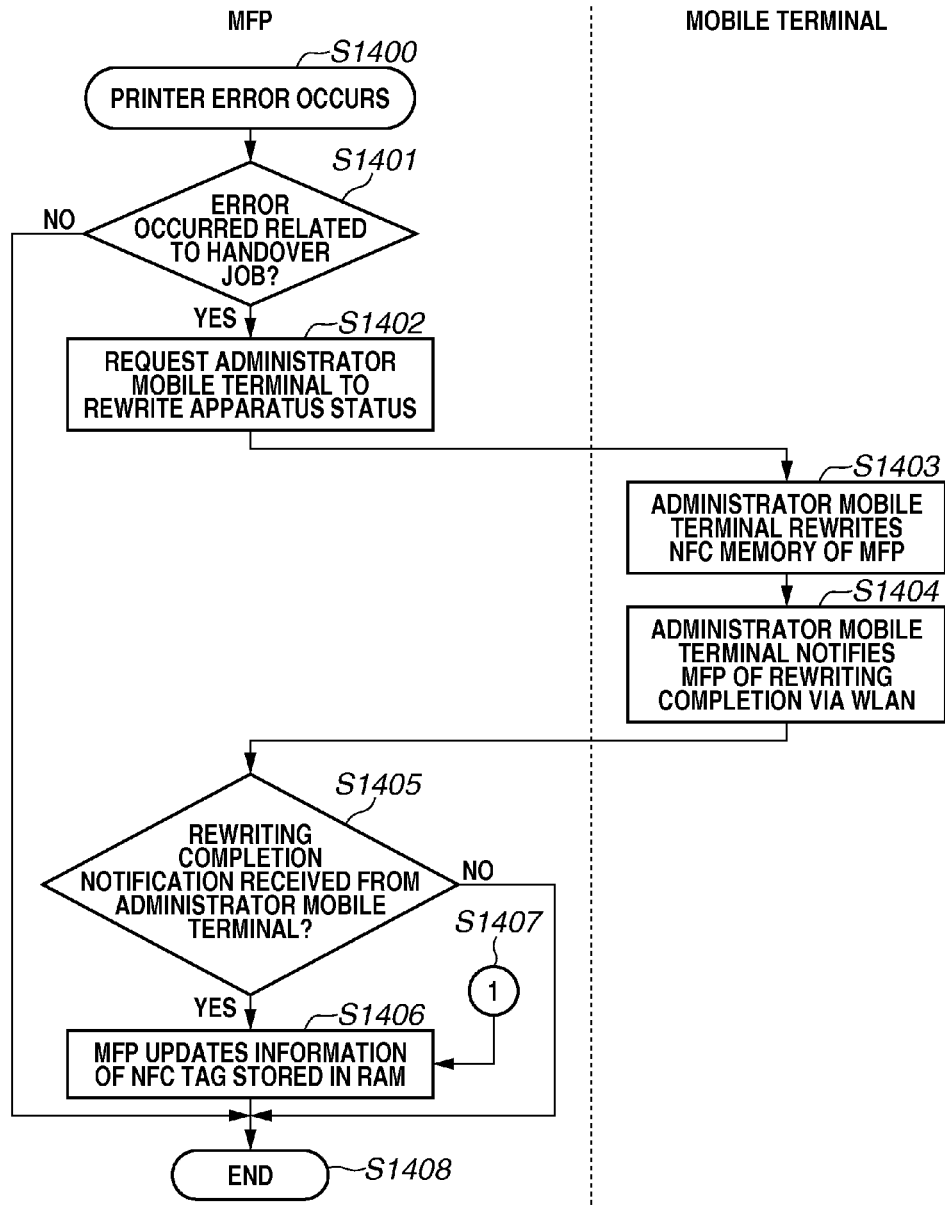 MFP
MOBILE TERMINAL
S1400
PRINTER ERROR OCCURS
S1401
ERROR
OCCURRED RELATED
TO HANDOVER
JOB?
NO
YES
S1402
REQUEST ADMINISTRATOR
MOBILE TERMINAL TO
REWRITE APPARATUS STATUS
S1403
ADMINISTRATOR MOBILE
TERMINAL REWRITES
NFC MEMORY OF MFP
S1404
ADMINISTRATOR MOBILE
TERMINAL NOTIFIES
MFP OF REWRITING
COMPLETION VIA WLAN
S1405
REWRITING
COMPLETION
NOTIFICATION RECEIVED FROM
ADMINISTRATOR MOBILE
TERMINAL?
NO
S1407
1
YES
S1406
MFP UPDATES INFORMATION
OF NFC TAG STORED IN RAM
END
S1408